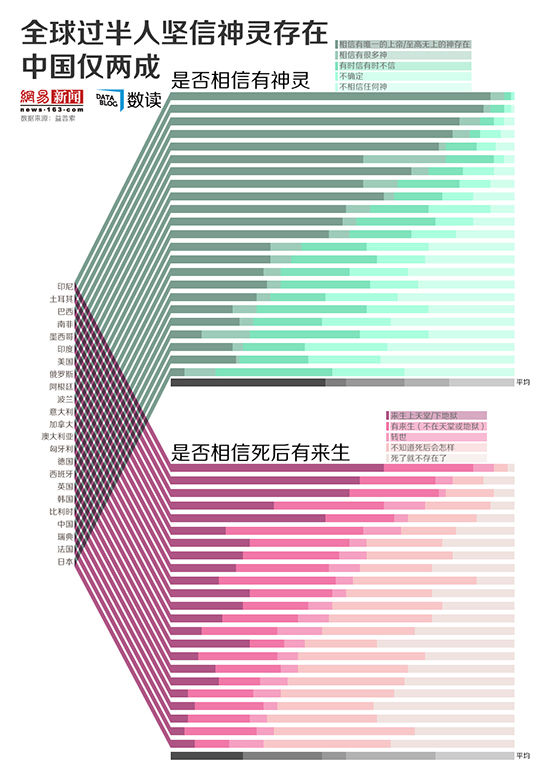 全球过半人坚信神灵存在
中国仅两成
網易新闻
news·163·com
DATA
BLOG
数读
数据来源：益普索
是否相信有神灵
相信有唯一的上帝/至高无上的神存在
相信有很多神
有时信有时不信
不确定
不相信任何神
平均
印尼
土耳其
巴西
南非
墨西哥
印度
美国
俄罗斯
阿根廷
波兰
意大利
加拿大
澳大利亚
匈牙利
德国
西班牙
英国
韩国
比利时
中国
瑞典
法国
日本
是否相信死后有来生
来生上天堂/下地狱
有来生（不在天堂或地狱）
转世
不知道死后会怎样
死了就不存在了
平均